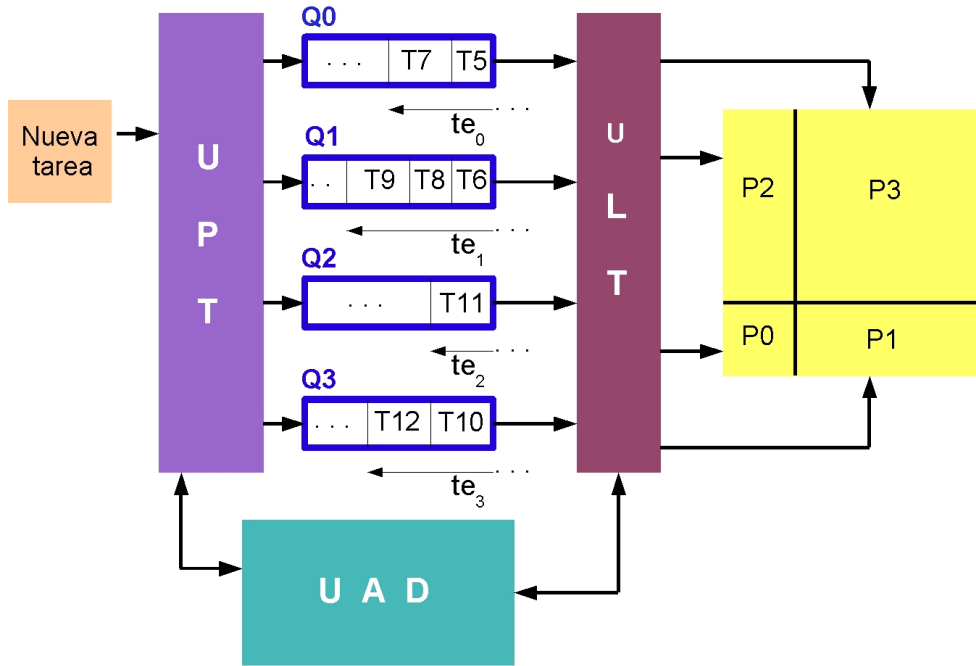 Q0
. . . T7 T5
te0
Nueva
tarea
U
P
T
Q1
. . T9 T8 T6
. . .
te1
Q2
. . . T11
. . .
te2
Q3
. . . T12 T10
. . .
te3
U
L
T
P2 P3
P0 P1
U A D